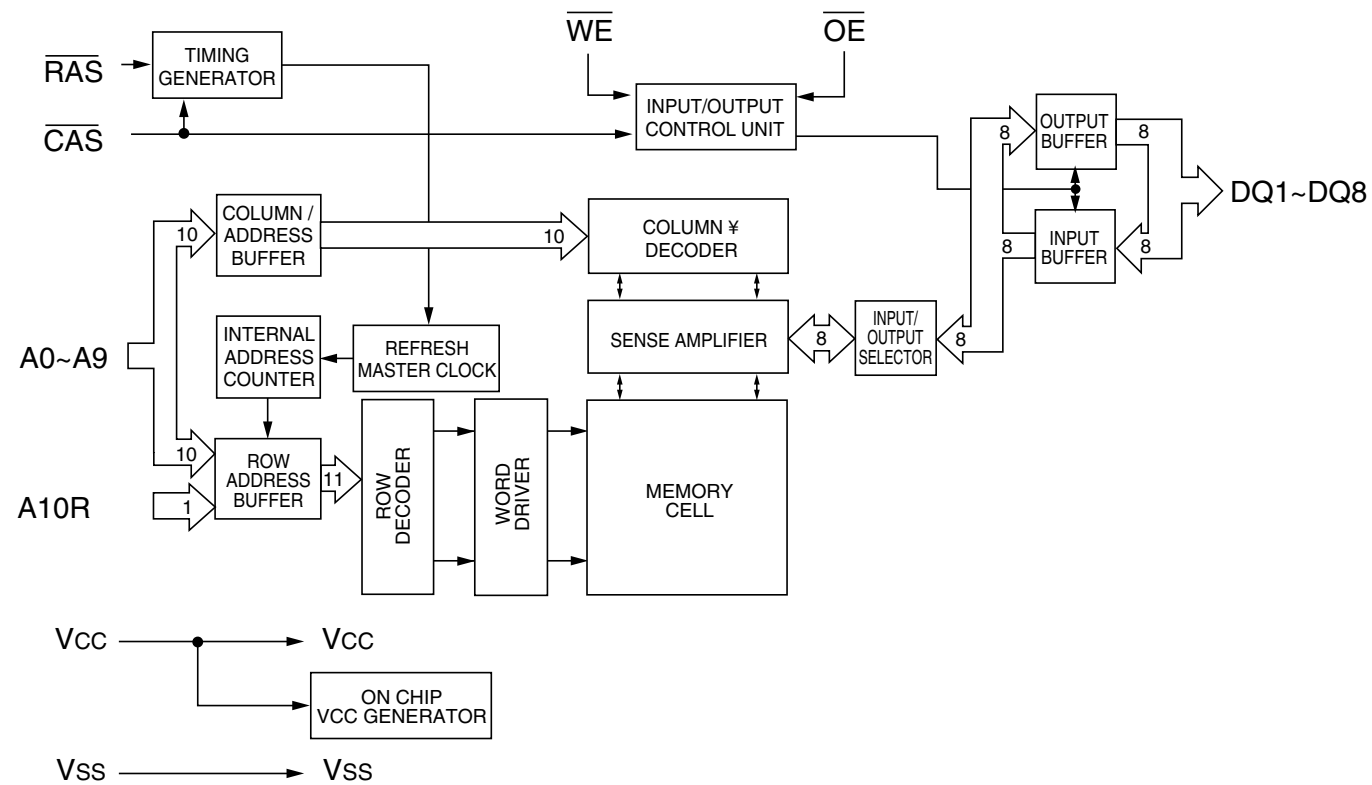 RAS
TIMING
GENERATOR
WE
OE
CAS
INPUT/OUTPUT
CONTROL UNIT
8
OUTPUT
BUFFER
8
DQ1~DQ8
10
COLUMN /
ADDRESS
BUFFER
10
COLUMN ¥
DECODER
8
INPUT
BUFFER
8
A0~A9
INTERNAL
ADDRESS
COUNTER
REFRESH
MASTER CLOCK
SENSE AMPLIFIER
8
INPUT/
OUTPUT
SELECTOR
8
10
ROW
ADDRESS
BUFFER
11
ROW
DECODER
WORD
DRIVER
MEMORY
CELL
A10R
1
VCC
VCC
ON CHIP
VCC GENERATOR
VSS
VSS